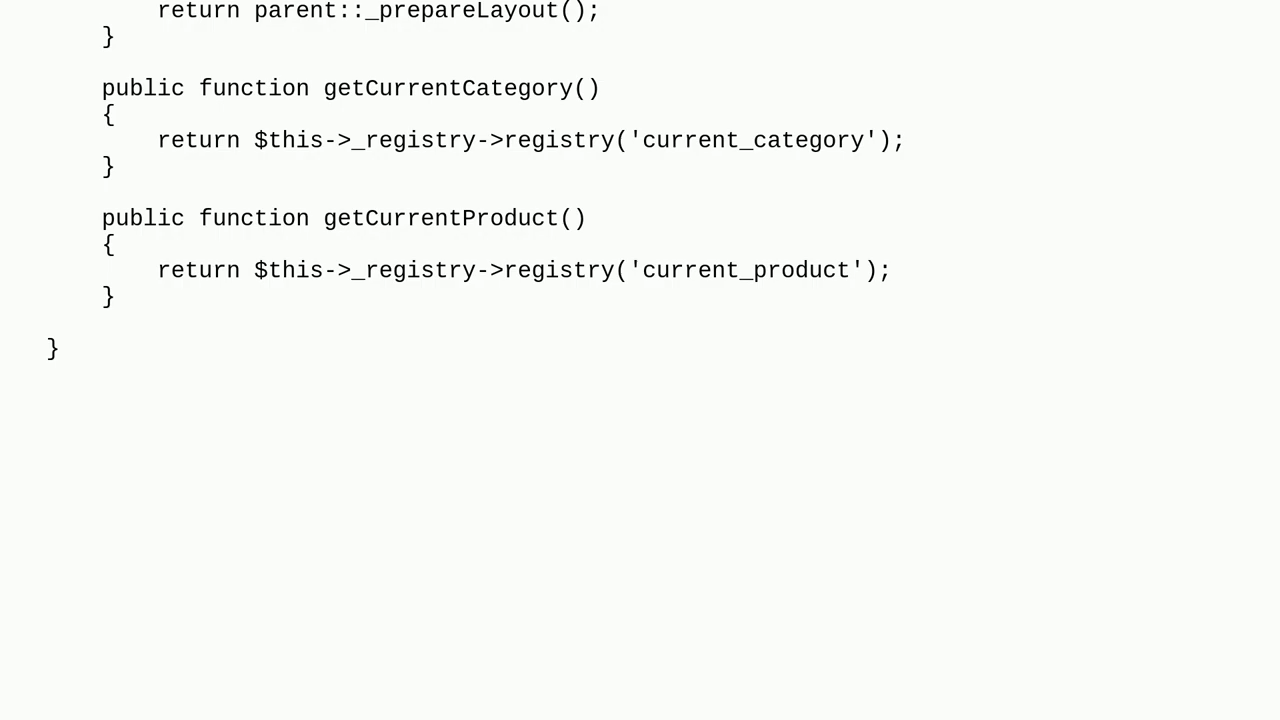 return parent::_prepareLayout();
}
public function getCurrentCategory()
{
return $this->_registry->registry('current_category');
}
public function getCurrentProduct()
{
return $this->_registry->registry('current_product');
}
}